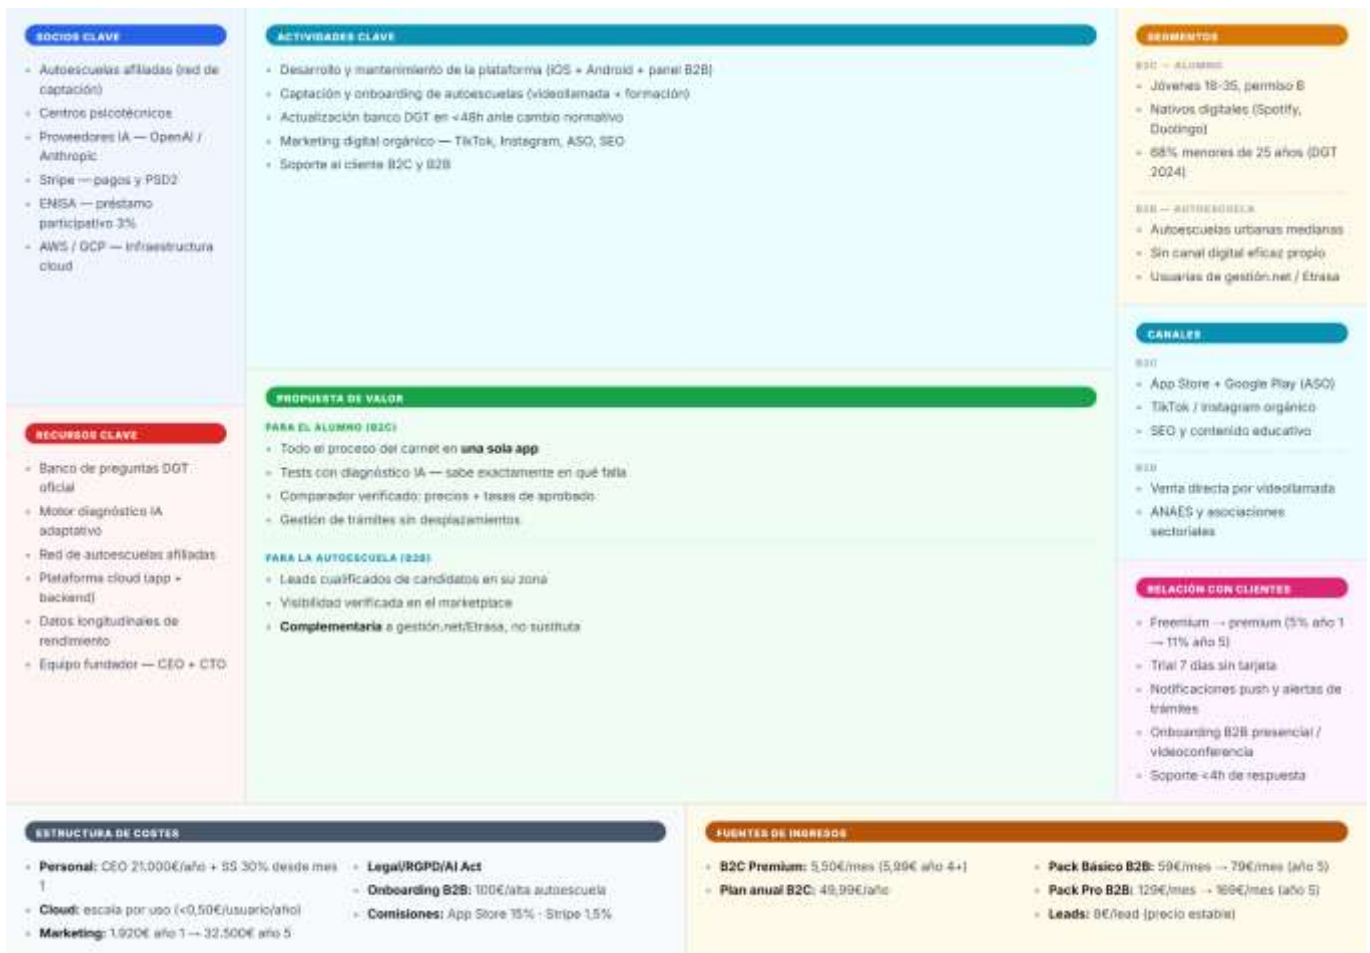 SOCIOS CLAVE
Autoescuelas afiliadas (red de
captación)
Centros psicotécnicos
Proveedores IA — OpenAI /
Anthropic
Stripe — pagos y PSD2
ENISA — préstamo
participativo 3%
AWS / GCP — infraestructura
cloud
RECURSOS CLAVE
Banco de preguntas DGT
oficial
Motor diagnóstico IA
adaptativo
Red de autoescuelas afiliadas
Plataforma cloud (app +
backend)
Datos longitudinales de
rendimiento
Equipo fundador — CEO + CTO
ACTIVIDADES CLAVE
Desarrollo y mantenimiento de la plataforma (iOS + Android + panel B2B)
Captación y onboarding de autoescuelas (videollamada + formación)
Actualización banco DGT en <48h ante cambio normativo
Marketing digital orgánico — TikTok, Instagram, ASO, SEO
Soporte al cliente B2C y B2B
PROPUESTA DE VALOR
PARA EL ALUMNO (B2C)
Todo el proceso del carnet en una sola app
Tests con diagnóstico IA — sabe exactamente en qué falla
Comparador verificado: precios + tasas de aprobado
Gestión de trámites sin desplazamientos
PARA LA AUTOESCUELA (B2B)
Leads cualificados de candidatos en su zona
Visibilidad verificada en el marketplace
Complementaria a gestión.net/Etrasa, no sustituta
SEGMENTOS
B2C — ALUMNO
Jóvenes 18-35, permiso B
Nativos digitales (Spotify,
Duolingo)
68% menores de 25 años (DGT
2024)
B2B — AUTOESCUELA
Autoescuelas urbanas medianas
Sin canal digital eficaz propio
Usuarias de gestión.net / Etrasa
CANALES
B2C
App Store + Google Play (ASO)
TikTok / Instagram orgánico
SEO y contenido educativo
B2B
Venta directa por videollamada
ANAES y asociaciones
sectoriales
RELACIÓN CON CLIENTES
Freemium → premium (5% año 1
→ 11% año 5)
Trial 7 días sin tarjeta
Notificaciones push y alertas de
trámites
Onboarding B2B presencial /
videoconferencia
Soporte <4h de respuesta
ESTRUCTURA DE COSTES
Personal: CEO 21.000€/año + SS 30% desde mes
1
Cloud: escala por uso (<0,50€/usuario/año)
Marketing: 1.920€ año 1 → 32.500€ año 5
Legal/RGPD/AI Act
Onboarding B2B: 100€/alta autoescuela
Comisiones: App Store 15% · Stripe 1,5%
FUENTES DE INGRESOS
B2C Premium: 5,50€/mes (5,99€ año 4+)
Plan anual B2C: 49,99€/año
Pack Básico B2B: 59€/mes → 79€/mes (año 5)
Pack Pro B2B: 129€/mes → 169€/mes (año 5)
Leads: 8€/lead (precio estable)